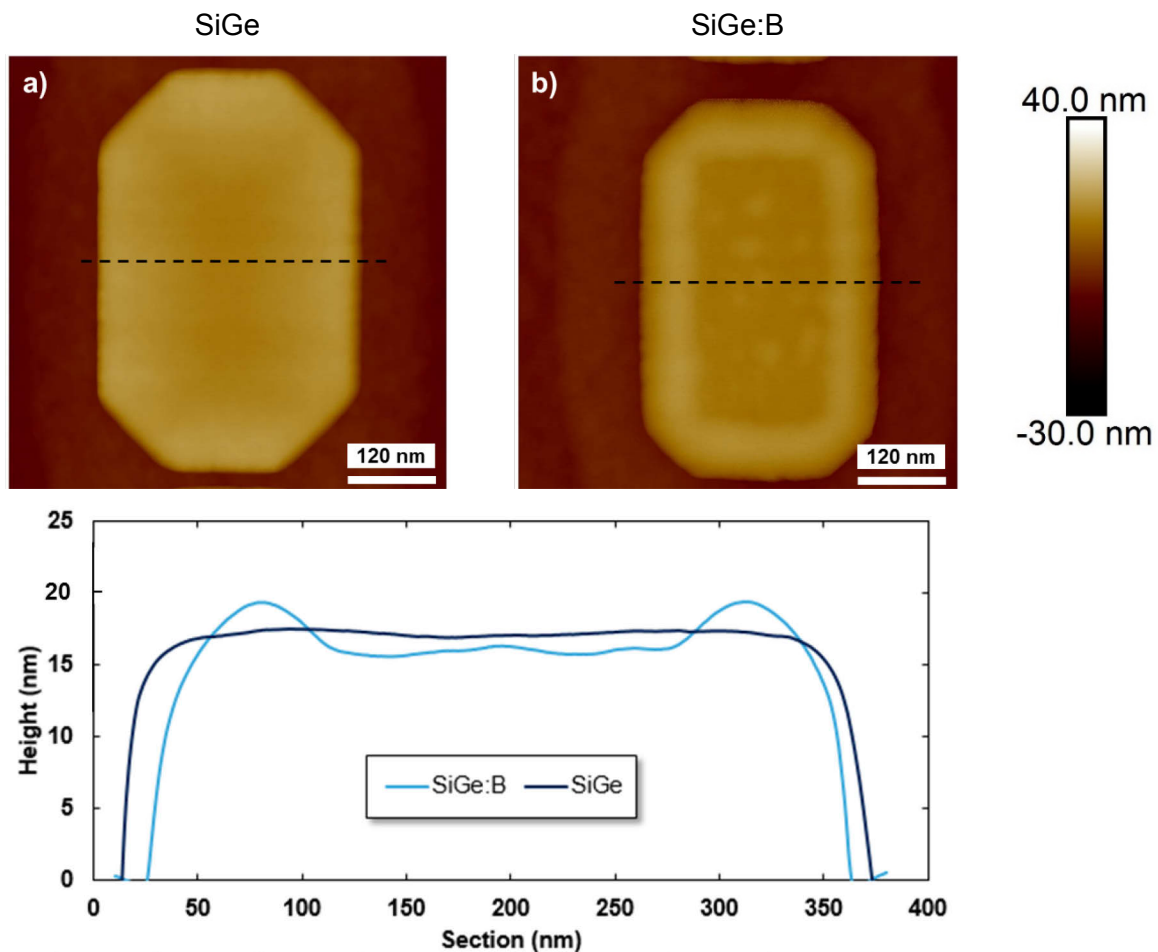 SiGe SiGe:B
a) b)
40.0 nm
-30.0 nm
120 nm 120 nm
25
20
15
10
5
0
Height (nm)
SiGe:B SiGe
0 50 100 150 200 250 300 350 400
Section (nm)